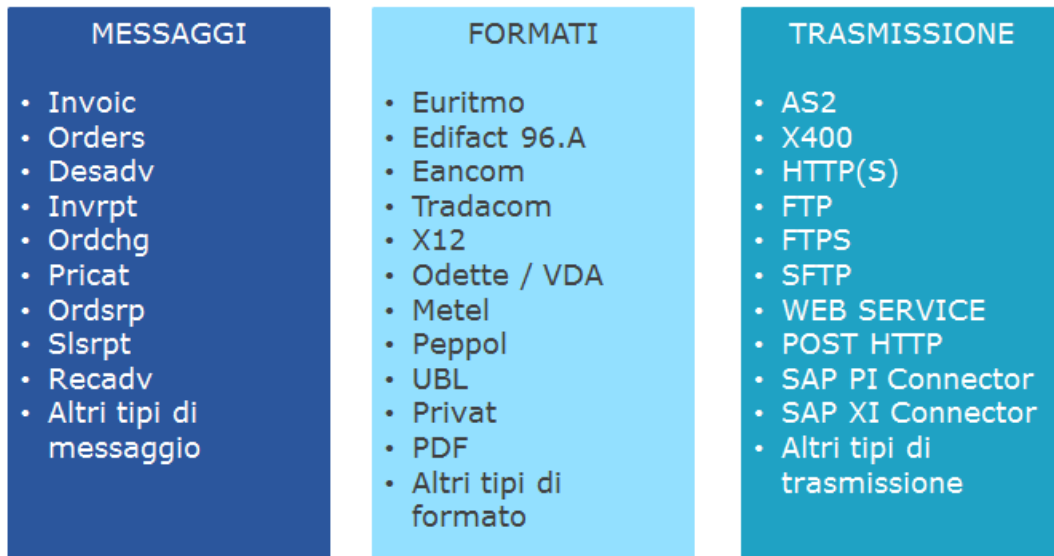 MESSAGGI
• Invoic
• Orders
• Desadv
• Invrpt
• Ordchg
• Pricat
• Ordsrp
• Slsrpt
• Recadv
• Altri tipi di
messaggio
FORMATI
• Euritmo
• Edifact 96.A
• Eancom
• Tradacom
• X12
• Odette / VDA
• Metel
• Peppol
• UBL
• Privat
• PDF
• Altri tipi di
formato
TRASMISSIONE
• AS2
• X400
• HTTP(S)
• FTP
• FTPS
• SFTP
• WEB SERVICE
• POST HTTP
• SAP PI Connector
• SAP XI Connector
• Altri tipi di
trasmissione